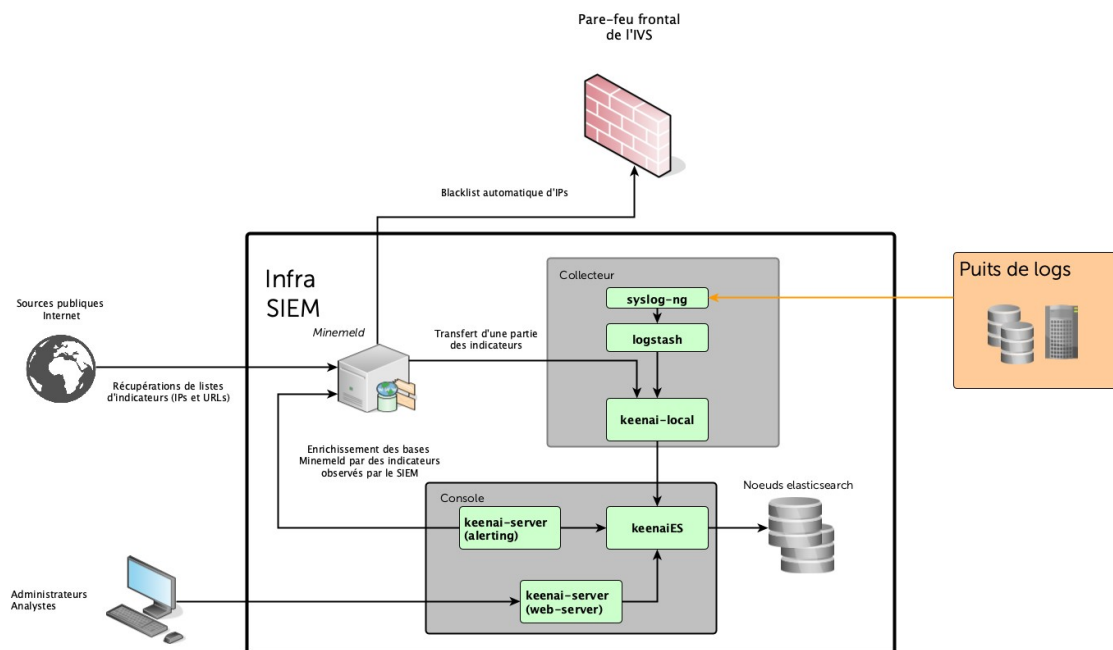 Pare-feu frontal
de l'IVS
Blacklist automatique d'IPs
Infra
SIEM
Collecteur
syslog-ng
logstash
keenai-local
Puits de logs
Sources publiques
Internet
Minemeld
Transfert d'une partie
des indicateurs
Récupérations de listes
d'indicateurs (IPs et URLs)
Enrichissement des bases
Minemeld par des indicateurs
observés par le SIEM
Console
keenai-server
(alerting)
keenaiES
Noeuds elasticsearch
keenai-server
(web-server)
Administrateurs
Analystes